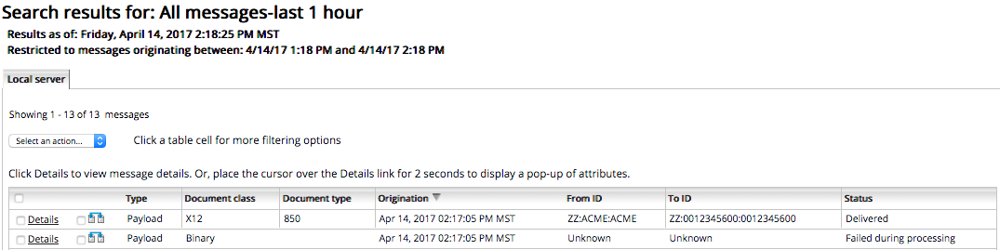 Search results for: All messages-last 1 hour
Results as of: Friday, April 14, 2017 2:18:25 PM MST
Restricted to messages originating between: 4/14/17 1:18 PM and 4/14/17 2:18 PM
Local server
Showing 1 - 13 of 13 messages
Select an action... Click a table cell for more filtering options
Click Details to view message details. Or, place the cursor over the Details link for 2 seconds to display a pop-up of attributes.
Type Document class Document type Origination From ID To ID Status
Details Payload X12 850 Apr 14, 2017 02:17:05 PM MST ZZ:ACME:ACME ZZ:0012345600:0012345600 Delivered
Details Payload Binary Apr 14, 2017 02:17:05 PM MST Unknown Unknown Failed during processing